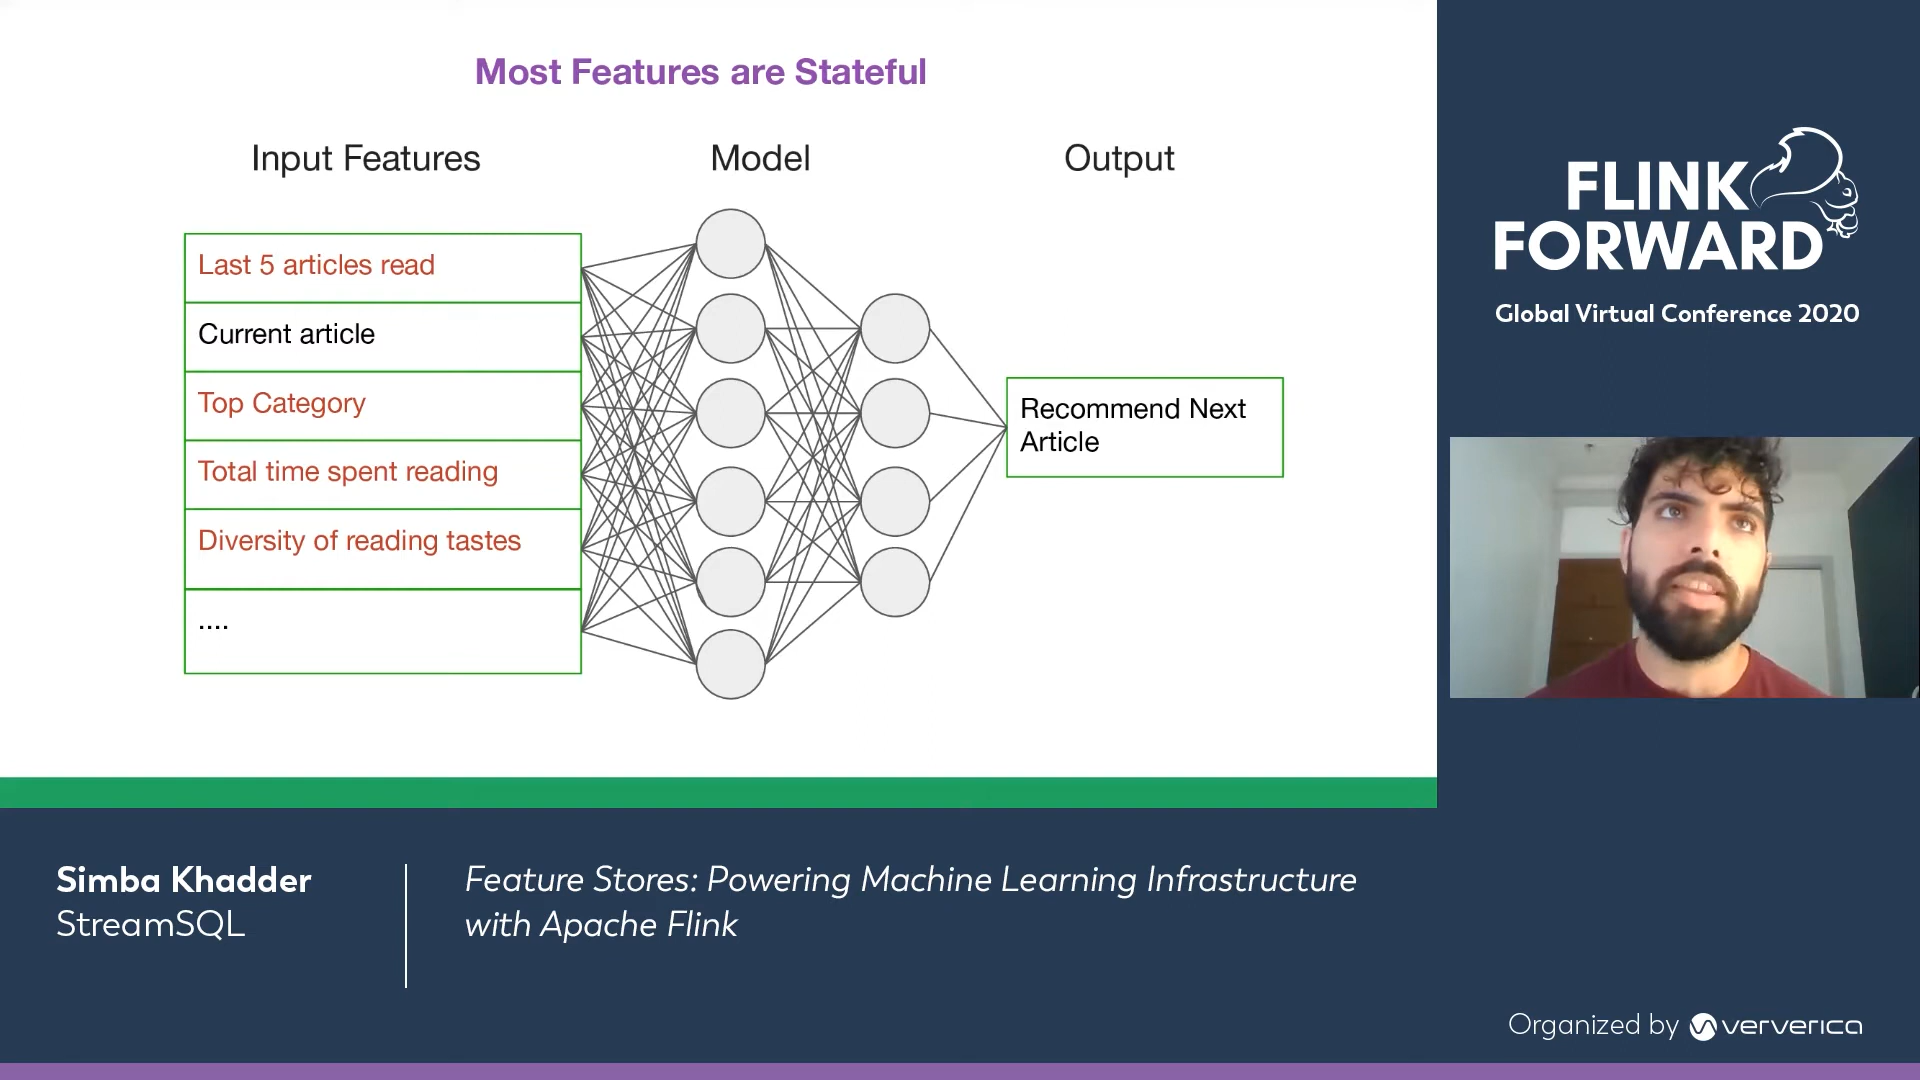 Most Features are Stateful
Input Features
Model
Output
Last 5 articles read
Current article
Top Category
Total time spent reading
Diversity of reading tastes
....
Recommend Next
Article
FLINK
FORWARD
Global Virtual Conference 2020
Simba Khadder
StreamSQL
Feature Stores: Powering Machine Learning Infrastructure
with Apache Flink
Organized by ververica